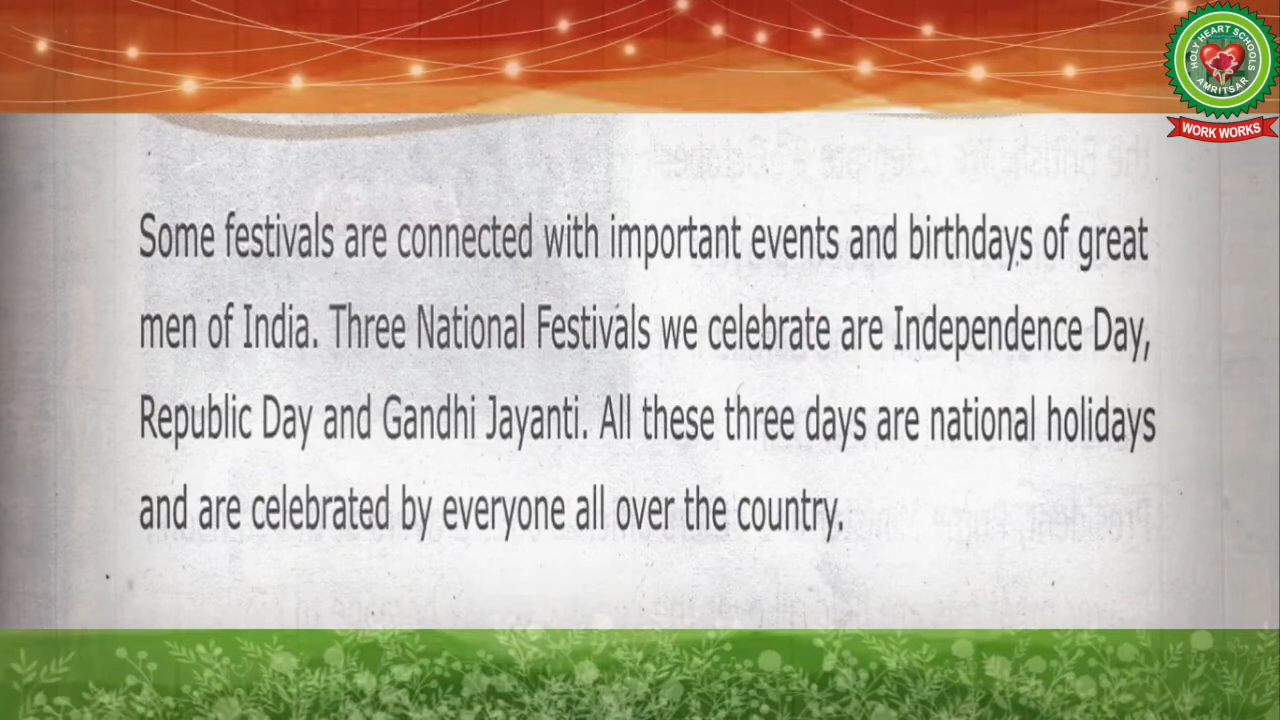 HOLY HEART SCHOOLS
AMRITSAR
WORK WORKS
Some festivals are connected with important events and birthdays of great
men of India. Three National Festivals we celebrate are Independence Day,
Republic Day and Gandhi Jayanti. All these three days are national holidays
and are celebrated by everyone all over the country.